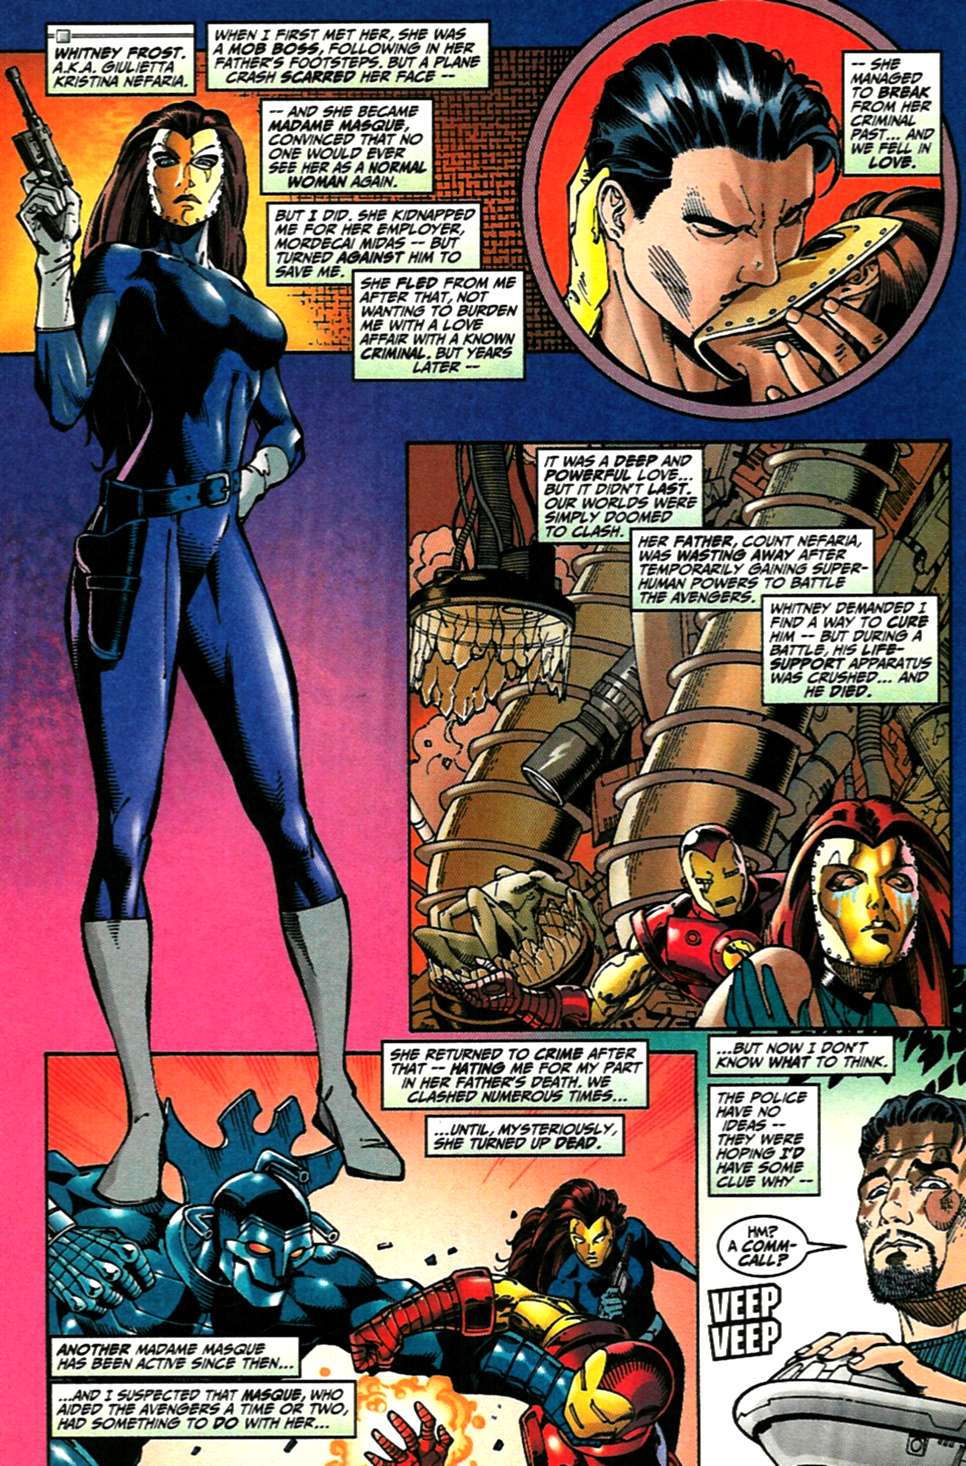 WHITNEY FROST.
A.K.A. GIULIETTA
KRISTINA NEFARIA.
WHEN I FIRST MET HER, SHE WAS
A MOB BOSS, FOLLOWING IN HER
FATHER'S FOOTSTEPS. BUT A PLANE
CRASH SCARRED HER FACE --
-- AND SHE BECAME
MADAME MASQUE,
CONVINCED THAT NO
ONE WOULD EVER
SEE HER AS A NORMAL
WOMAN AGAIN.
BUT I DID. SHE KIDNAPPED
ME FOR HER EMPLOYER,
MORDECAI MIDAS -- BUT
TURNED AGAINST HIM TO
SAVE ME.
SHE FLED FROM ME
AFTER THAT, NOT
WANTING TO BURDEN
ME WITH A LOVE
AFFAIR WITH A KNOWN
CRIMINAL. BUT YEARS
LATER --
-- SHE
MANAGED
TO BREAK
FROM HER
CRIMINAL
PAST... AND
WE FELL IN
LOVE.
IT WAS A DEEP AND
POWERFUL LOVE...
BUT IT DIDN'T LAST.
OUR WORLDS WERE
SIMPLY DOOMED
TO CLASH.
HER FATHER, COUNT NEFARIA,
WAS WASTING AWAY AFTER
TEMPORARILY GAINING SUPER-
HUMAN POWERS TO BATTLE
THE AVENGERS.
WHITNEY DEMANDED I
FIND A WAY TO CURE
HIM -- BUT DURING A
BATTLE, HIS LIFE-
SUPPORT APPARATUS
WAS CRUSHED... AND
HE DIED.
SHE RETURNED TO CRIME AFTER
THAT -- HATING ME FOR MY PART
IN HER FATHER'S DEATH. WE
CLASHED NUMEROUS TIMES...
...UNTIL, MYSTERIOUSLY,
SHE TURNED UP DEAD.
ANOTHER MADAME MASQUE
HAS BEEN ACTIVE SINCE THEN...
...AND I SUSPECTED THAT MASQUE, WHO
AIDED THE AVENGERS A TIME OR TWO,
HAD SOMETHING TO DO WITH HER...
...BUT NOW I DON'T
KNOW WHAT TO THINK.
THE POLICE
HAVE NO
IDEAS --
THEY WERE
HOPING I'D
HAVE SOME
CLUE WHY --
HM?
A COMM-
CALL?
VEEP
VEEP